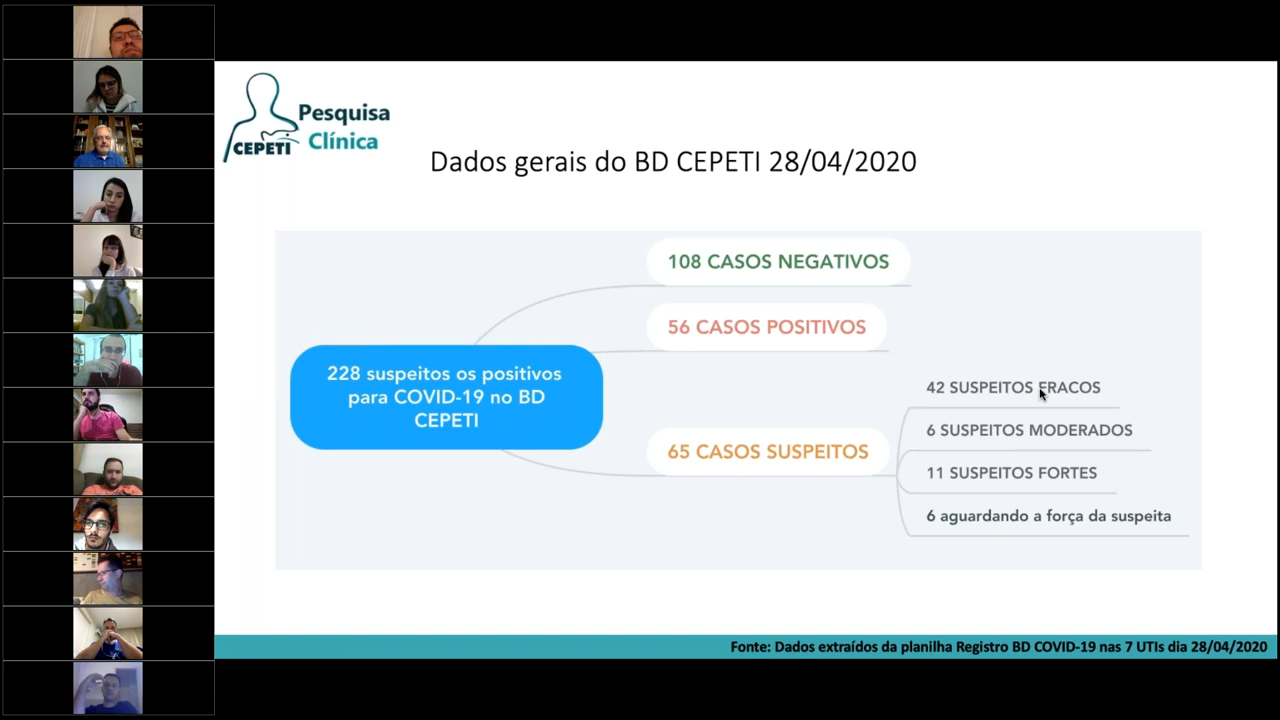 Pesquisa
Clínica
CEPETI
Dados gerais do BD CEPETI 28/04/2020
108 CASOS NEGATIVOS
56 CASOS POSITIVOS
228 suspeitos os positivos
para COVID-19 no BD
CEPETI
65 CASOS SUSPEITOS
42 SUSPEITOS FRACOS
6 SUSPEITOS MODERADOS
11 SUSPEITOS FORTES
6 aguardando a força da suspeita
Fonte: Dados extraídos da planilha Registro BD COVID-19 nas 7 UTIs dia 28/04/2020